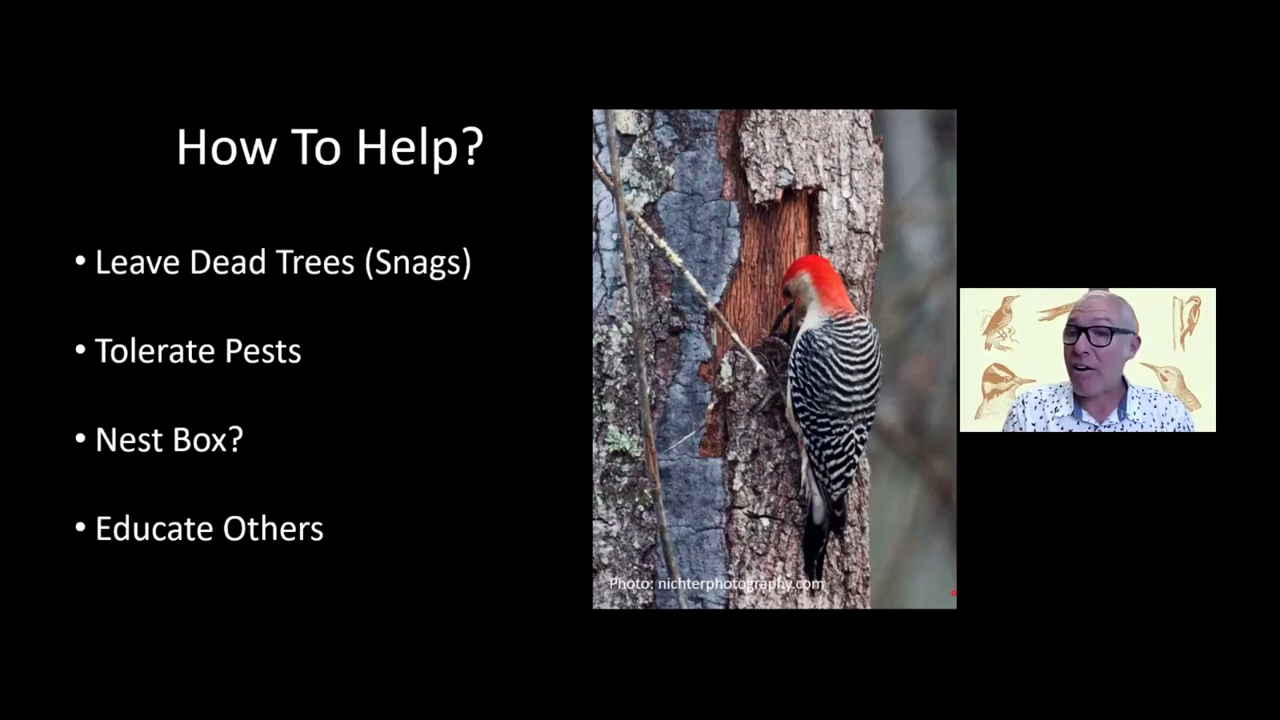 How To Help?
• Leave Dead Trees (Snags)
• Tolerate Pests
• Nest Box?
• Educate Others
Photo: nichterphotography.com